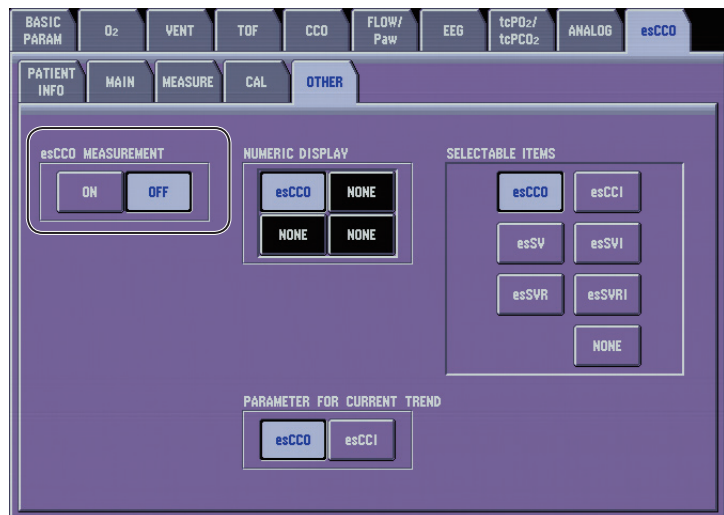 BASIC PARAM O₂ VENT TOF CCO FLOW/ Paw EEG tcPO₂/ tcPCO₂ ANALOG esCCO
PATIENT INFO MAIN MEASURE CAL OTHER
esCCO MEASUREMENT
ON OFF
NUMERIC DISPLAY
esCCO NONE
NONE NONE
SELECTABLE ITEMS
esCCO esCCI
esSV esSVI
esSVR esSVRI
NONE
PARAMETER FOR CURRENT TREND
esCCO esCCI